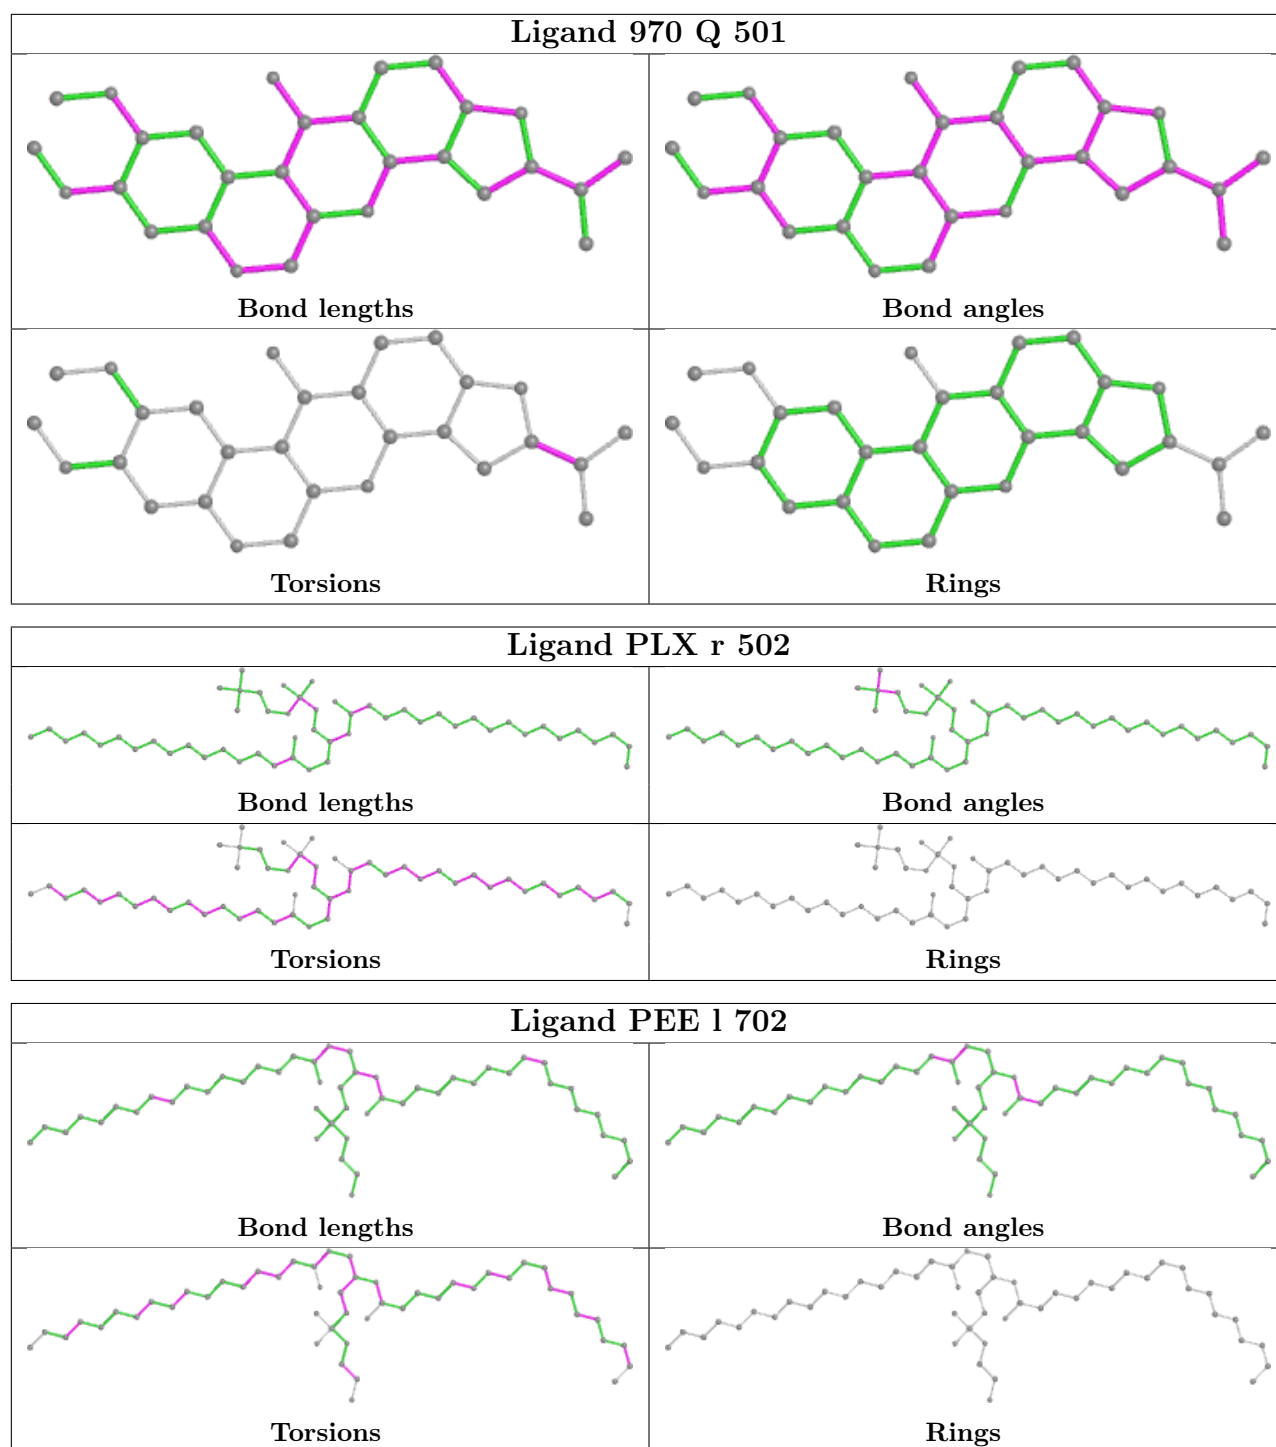 Ligand 970 Q 501
Bond lengths
Bond angles
Torsions
Rings
Ligand PLX r 502
Bond lengths
Bond angles
Torsions
Rings
Ligand PEE l 702
Bond lengths
Bond angles
Torsions
Rings